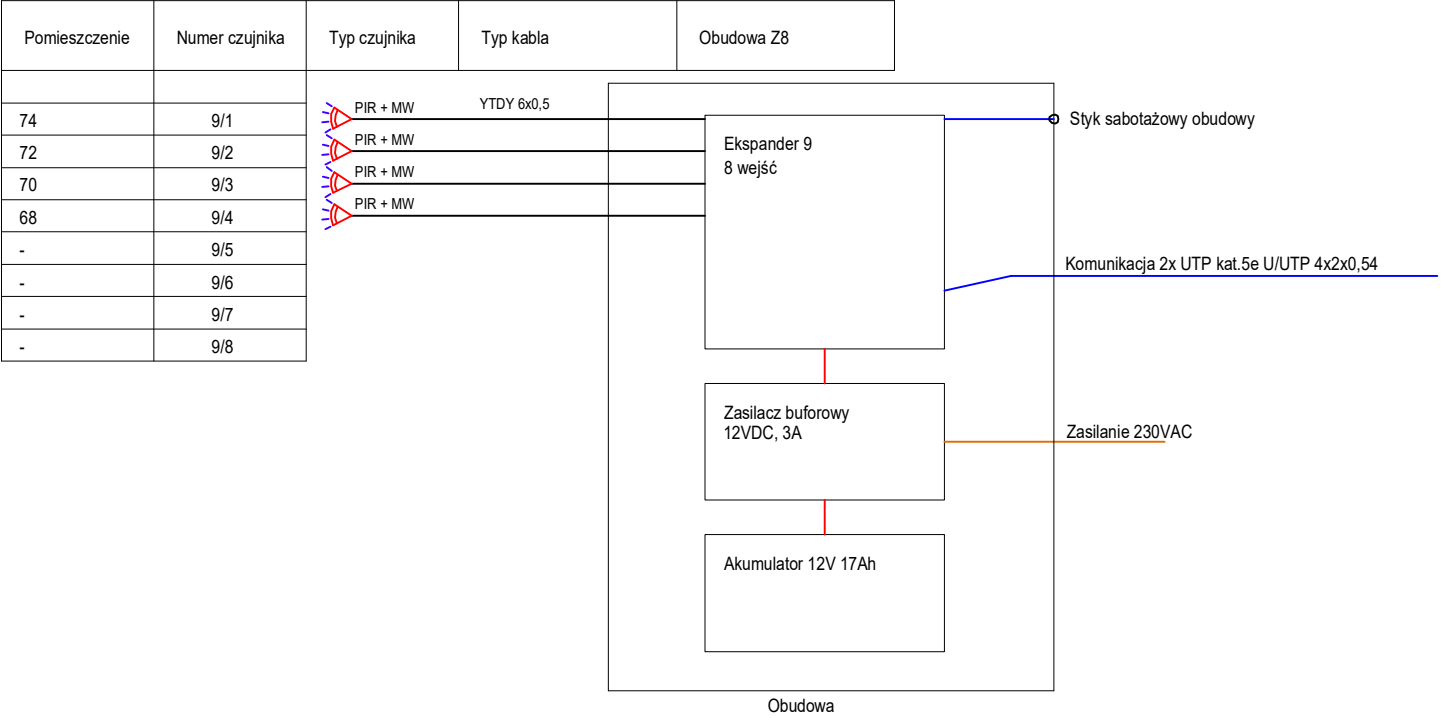 Pomieszczenie Numer czujnika Typ czujnika Typ kabla Obudowa Z8
74 9/1 PIR + MW YTDY 6x0,5
72 9/2 PIR + MW
70 9/3 PIR + MW
68 9/4 PIR + MW
- 9/5
- 9/6
- 9/7
- 9/8
Ekspander 9
8 wejść
Styk sabotażowy obudowy
Komunikacja 2x UTP kat.5e U/UTP 4x2x0,54
Zasilacz buforowy
12VDC, 3A
Zasilanie 230VAC
Akumulator 12V 17Ah
Obudowa